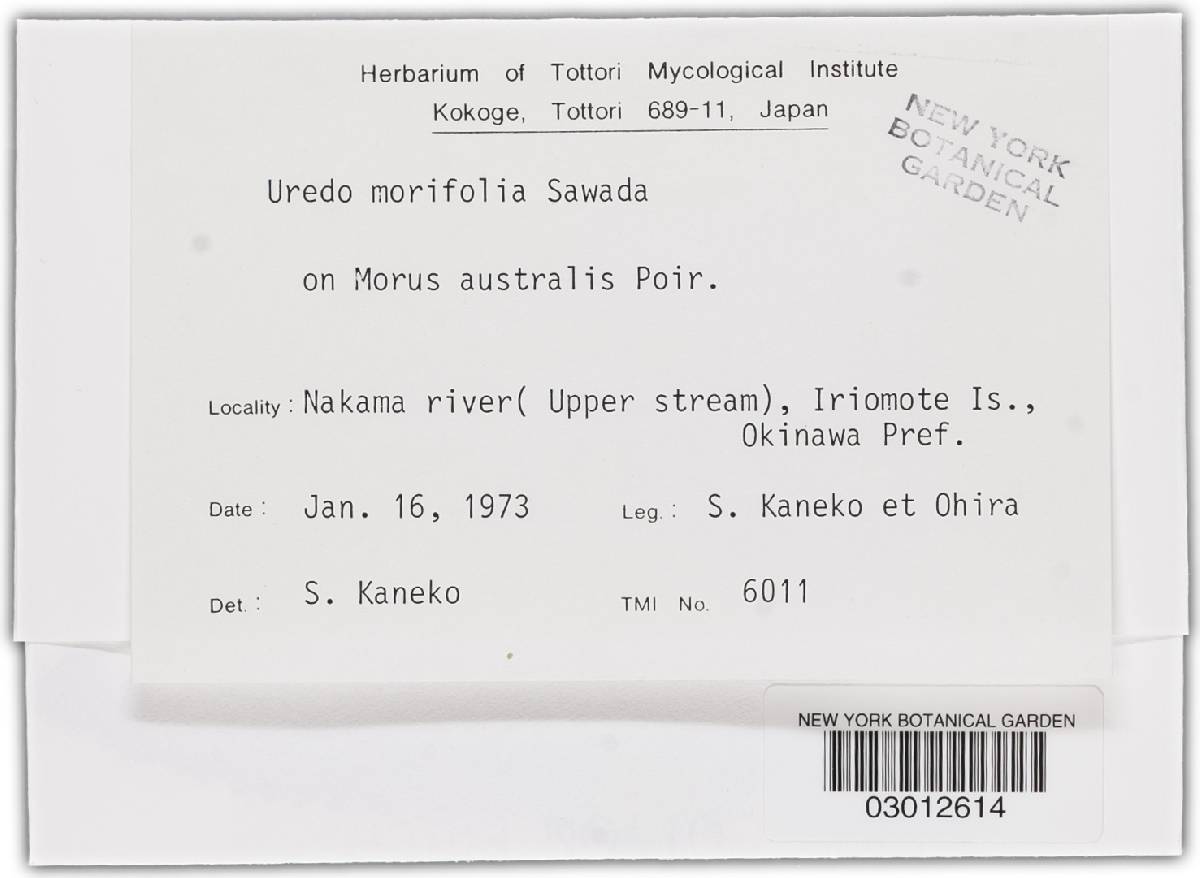 Herbarium of Tottori Mycological Institute
Kokoge, Tottori 689-11, Japan
NEW YORK
BOTANICAL
GARDEN
Uredo morifolia Sawada
on Morus australis Poir.
Locality : Nakama river( Upper stream), Iriomote Is.,
Okinawa Pref.
Date : Jan. 16, 1973 Leg. : S. Kaneko et Ohira
Det. : S. Kaneko TMI No. 6011
NEW YORK BOTANICAL GARDEN
03012614